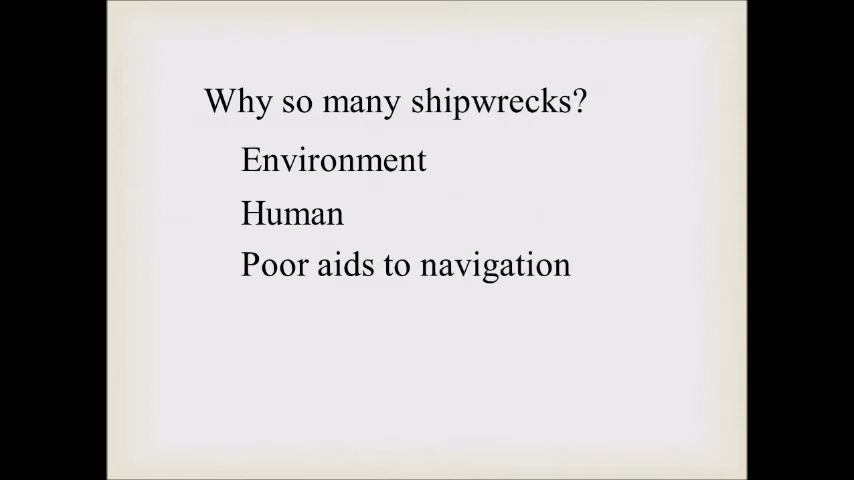 Why so many shipwrecks?
Environment
Human
Poor aids to navigation